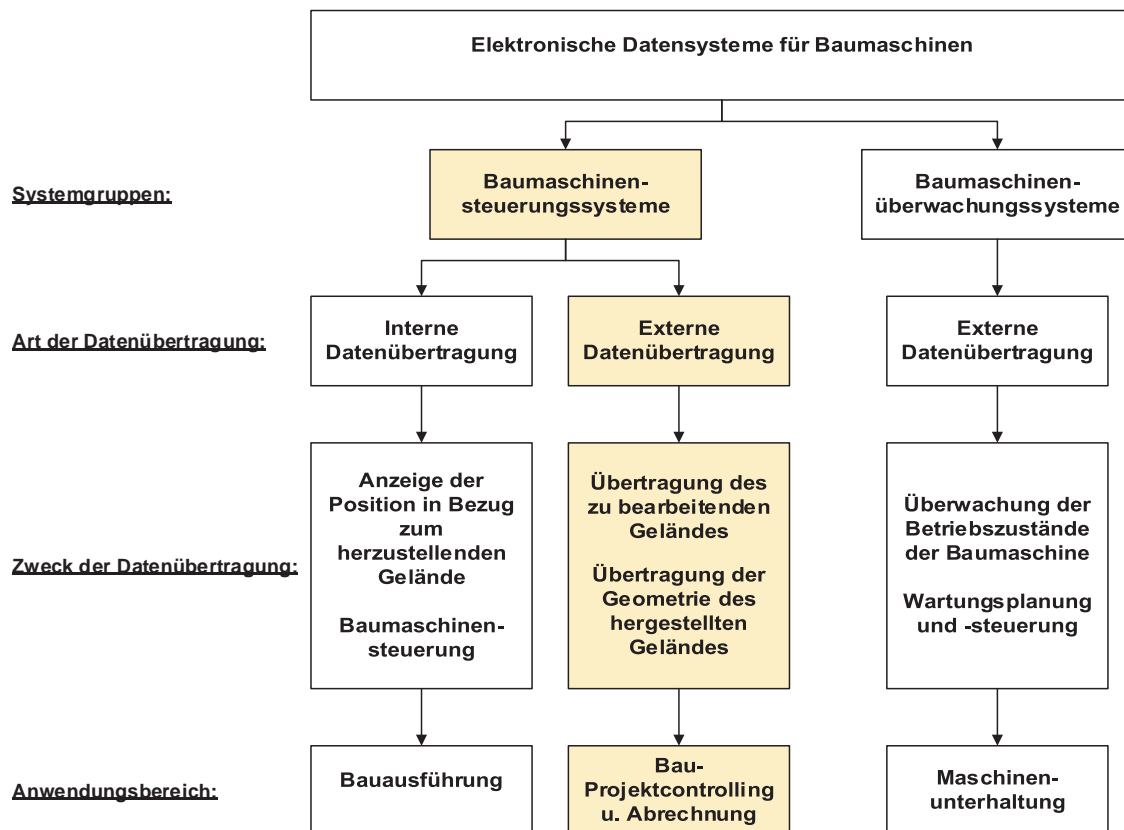 Elektronische Datensysteme für Baumaschinen
Systemgruppen:
Baumaschinen-
steuerungssysteme
Baumaschinen-
überwachungssysteme
Art der Datenübertragung:
Interne
Datenübertragung
Externe
Datenübertragung
Externe
Datenübertragung
Zweck der Datenübertragung:
Anzeige der
Position in Bezug
zum
herzustellenden
Gelände
Baumaschinen-
steuerung
Übertragung des
zu bearbeitenden
Geländes
Übertragung der
Geometrie des
hergestellten
Geländes
Überwachung der
Betriebszustände
der Baumaschine
Wartungsplanung
und -steuerung
Anwendungsbereich:
Bauausführung
Bau-
Projektcontrolling
u. Abrechnung
Maschinen-
unterhaltung